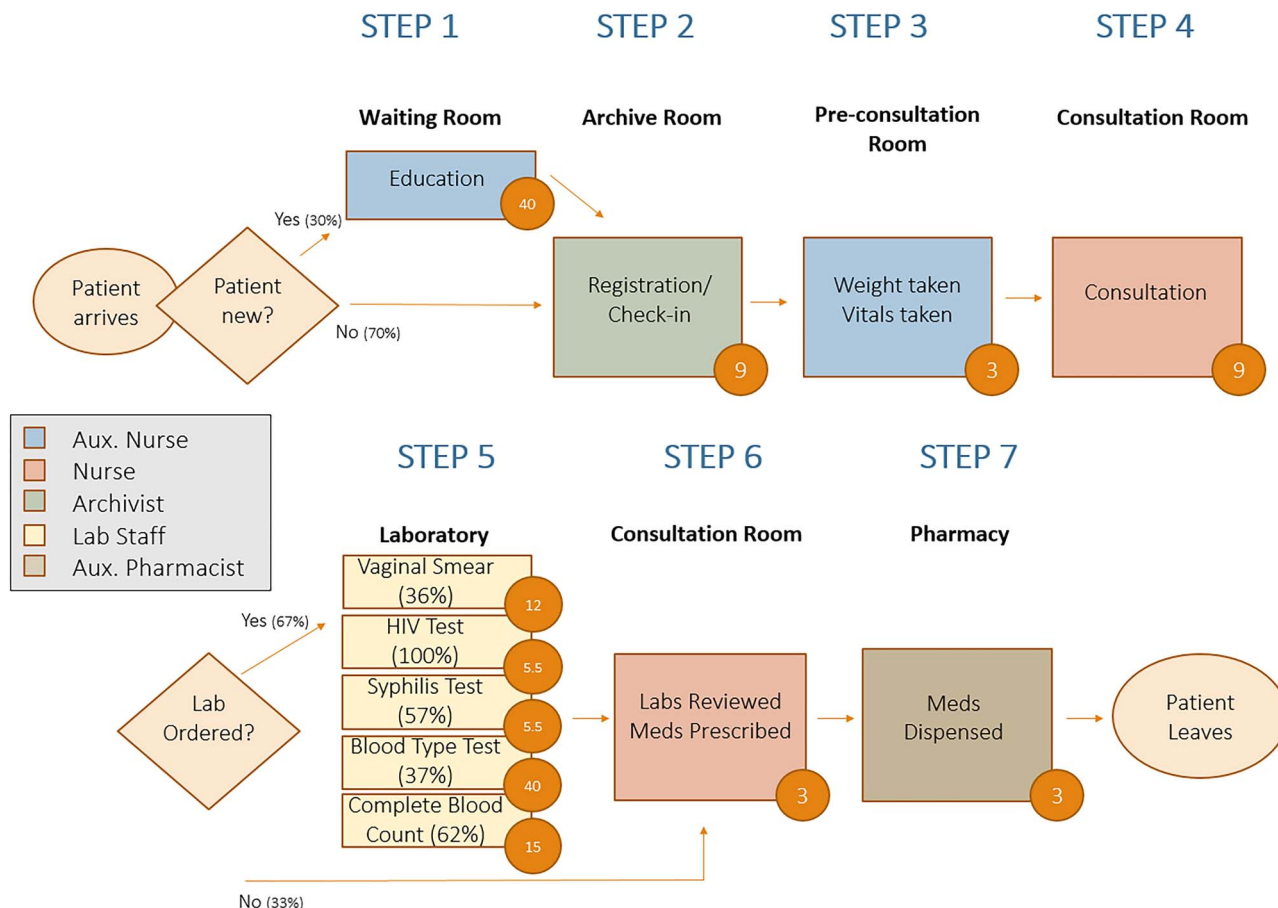 STEP 1
STEP 2
STEP 3
STEP 4
Waiting Room
Archive Room
Pre-consultation
Room
Consultation Room
Education
40
Yes (30%)
Patient
arrives
Patient
new?
No (70%)
Registration/
Check-in
9
Weight taken
Vitals taken
3
Consultation
9
Aux. Nurse
Nurse
Archivist
Lab Staff
Aux. Pharmacist
STEP 5
STEP 6
STEP 7
Laboratory
Consultation Room
Pharmacy
Lab
Ordered?
Yes (67%)
Vaginal Smear
(36%)
12
HIV Test
(100%)
5.5
Syphilis Test
(57%)
5.5
Blood Type Test
(37%)
40
Complete Blood
Count (62%)
15
No (33%)
Labs Reviewed
Meds Prescribed
3
Meds
Dispensed
3
Patient
Leaves